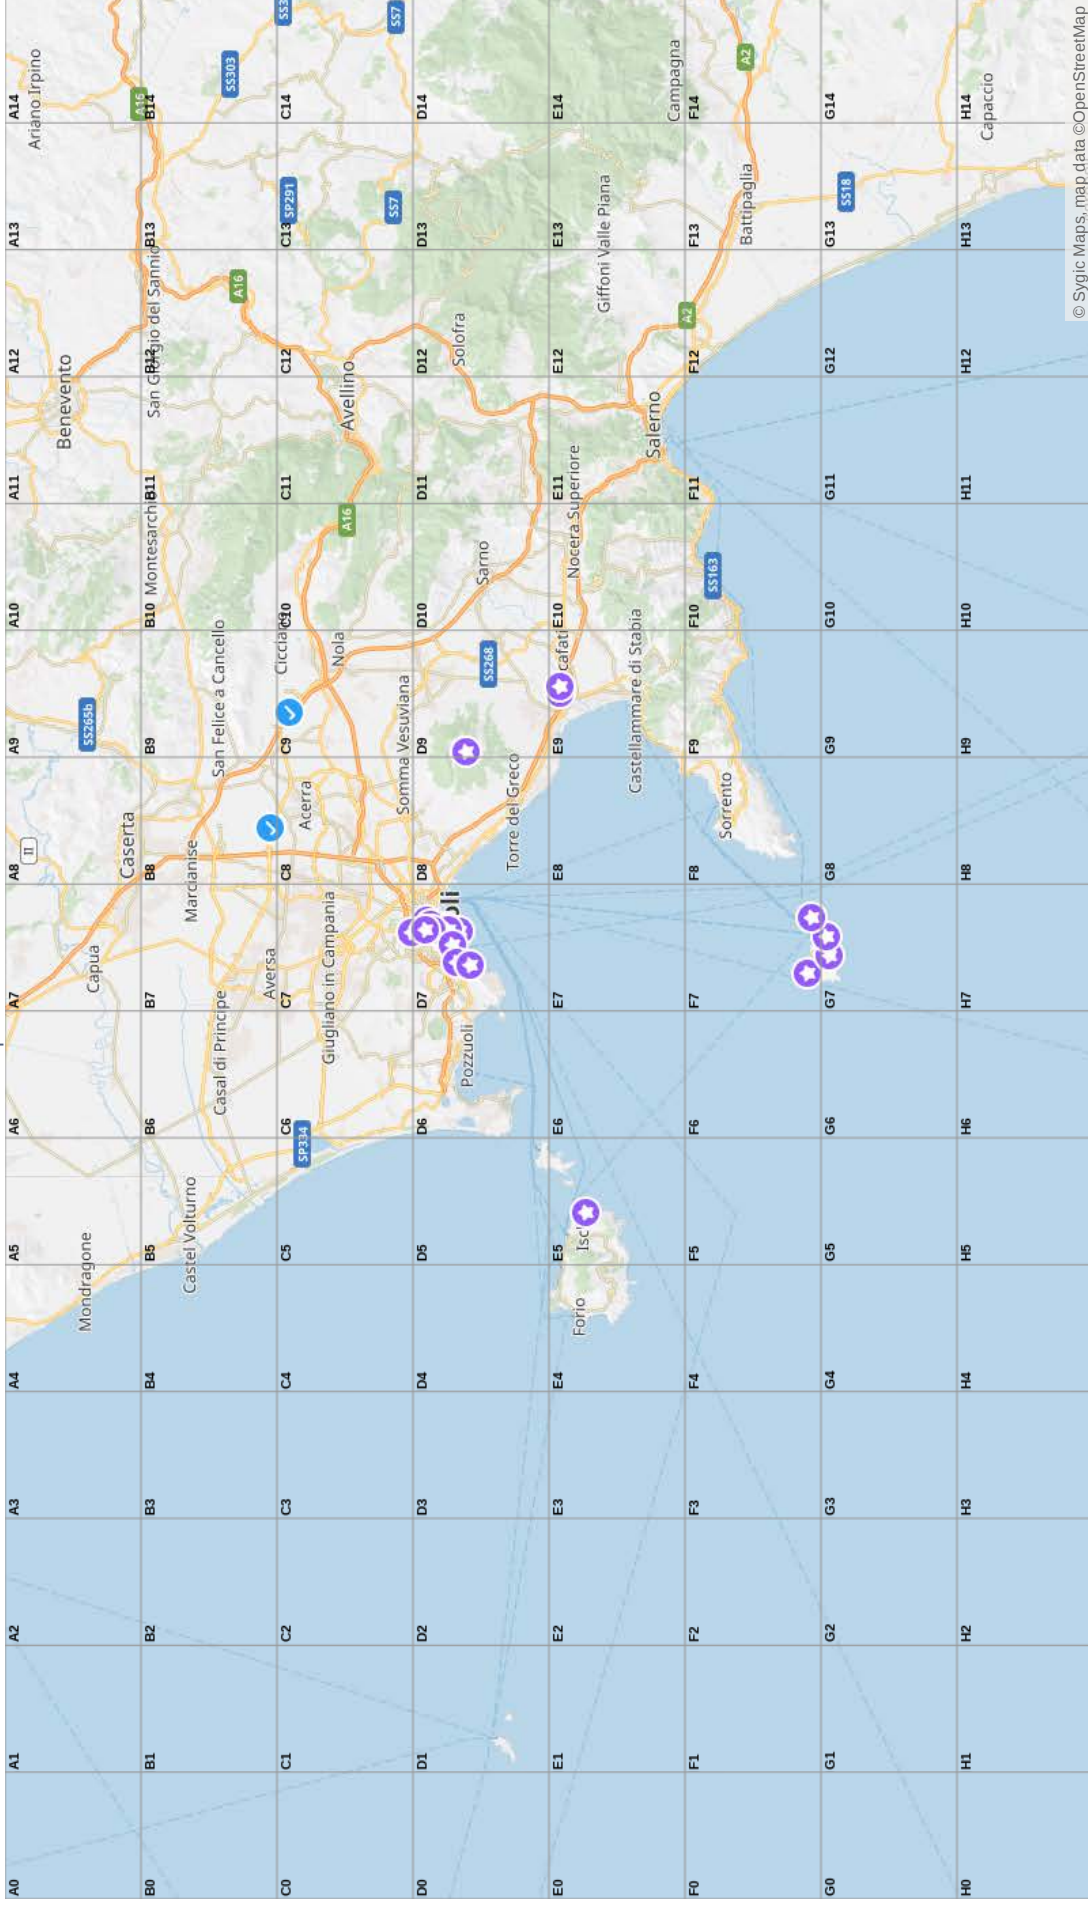 A0 A1 A2 A3 A4 A5 A6 A7 A8 A9 A10 A11 A12 A13 A14
II
Ariano Irpino
Benevento
Mondragone
Capua
SS265b
Caserta
A16
B0 B1 B2 B3 B4 B5 B6 B7 B8 B9 B10 B11 B12 B13 B14
Montesarchio
San Giorgio del Sannio
Castel Volturno
Marcianise
Casal di Principe
San Felice a Cancello
A16
SS303
Aversa
Cicciano
SS3
C0 C1 C2 C3 C4 C5 C6 C7 C8 C9 C10 C11 C12 C13 C14
SP291
SP334
Acerra
Giugliano in Campania
Nola
A16
Avellino
SS7
SS7
Somma Vesuviana
D0 D1 D2 D3 D4 D5 D6 D7 D8 D9 D10 D11 D12 D13 D14
oli
Solofra
Pozzuoli
Sarno
SS268
Torre del Greco
E0 E1 E2 E3 E4 E5 E6 E7 E8 E9 E10 E11 E12 E13 E14
cafati
Nocera Superiore
Forio
Isc
Giffoni Valle Piana
Castellammare di Stabia
Salerno
Campagna
A2
F0 F1 F2 F3 F4 F5 F6 F7 F8 F9 F10 F11 F12 F13 F14
SS163
Sorrento
Battipaglia
A2
G0 G1 G2 G3 G4 G5 G6 G7 G8 G9 G10 G11 G12 G13 G14
SS18
H0 H1 H2 H3 H4 H5 H6 H7 H8 H9 H10 H11 H12 H13 H14
Capaccio
© Sygic Maps, map data ©OpenStreetMap